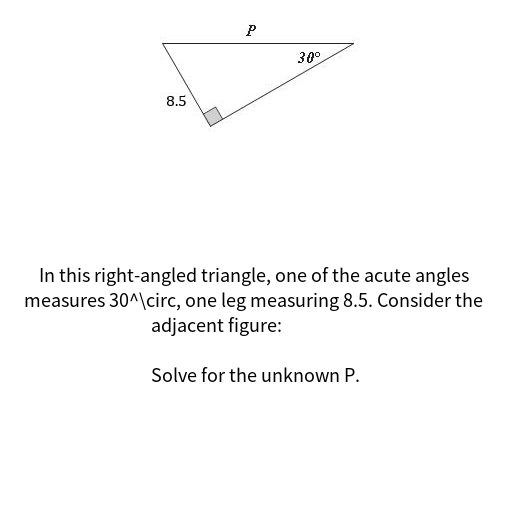 P
30°
8.5
In this right-angled triangle, one of the acute angles
measures 30^\circ, one leg measuring 8.5. Consider the
adjacent figure:
Solve for the unknown P.